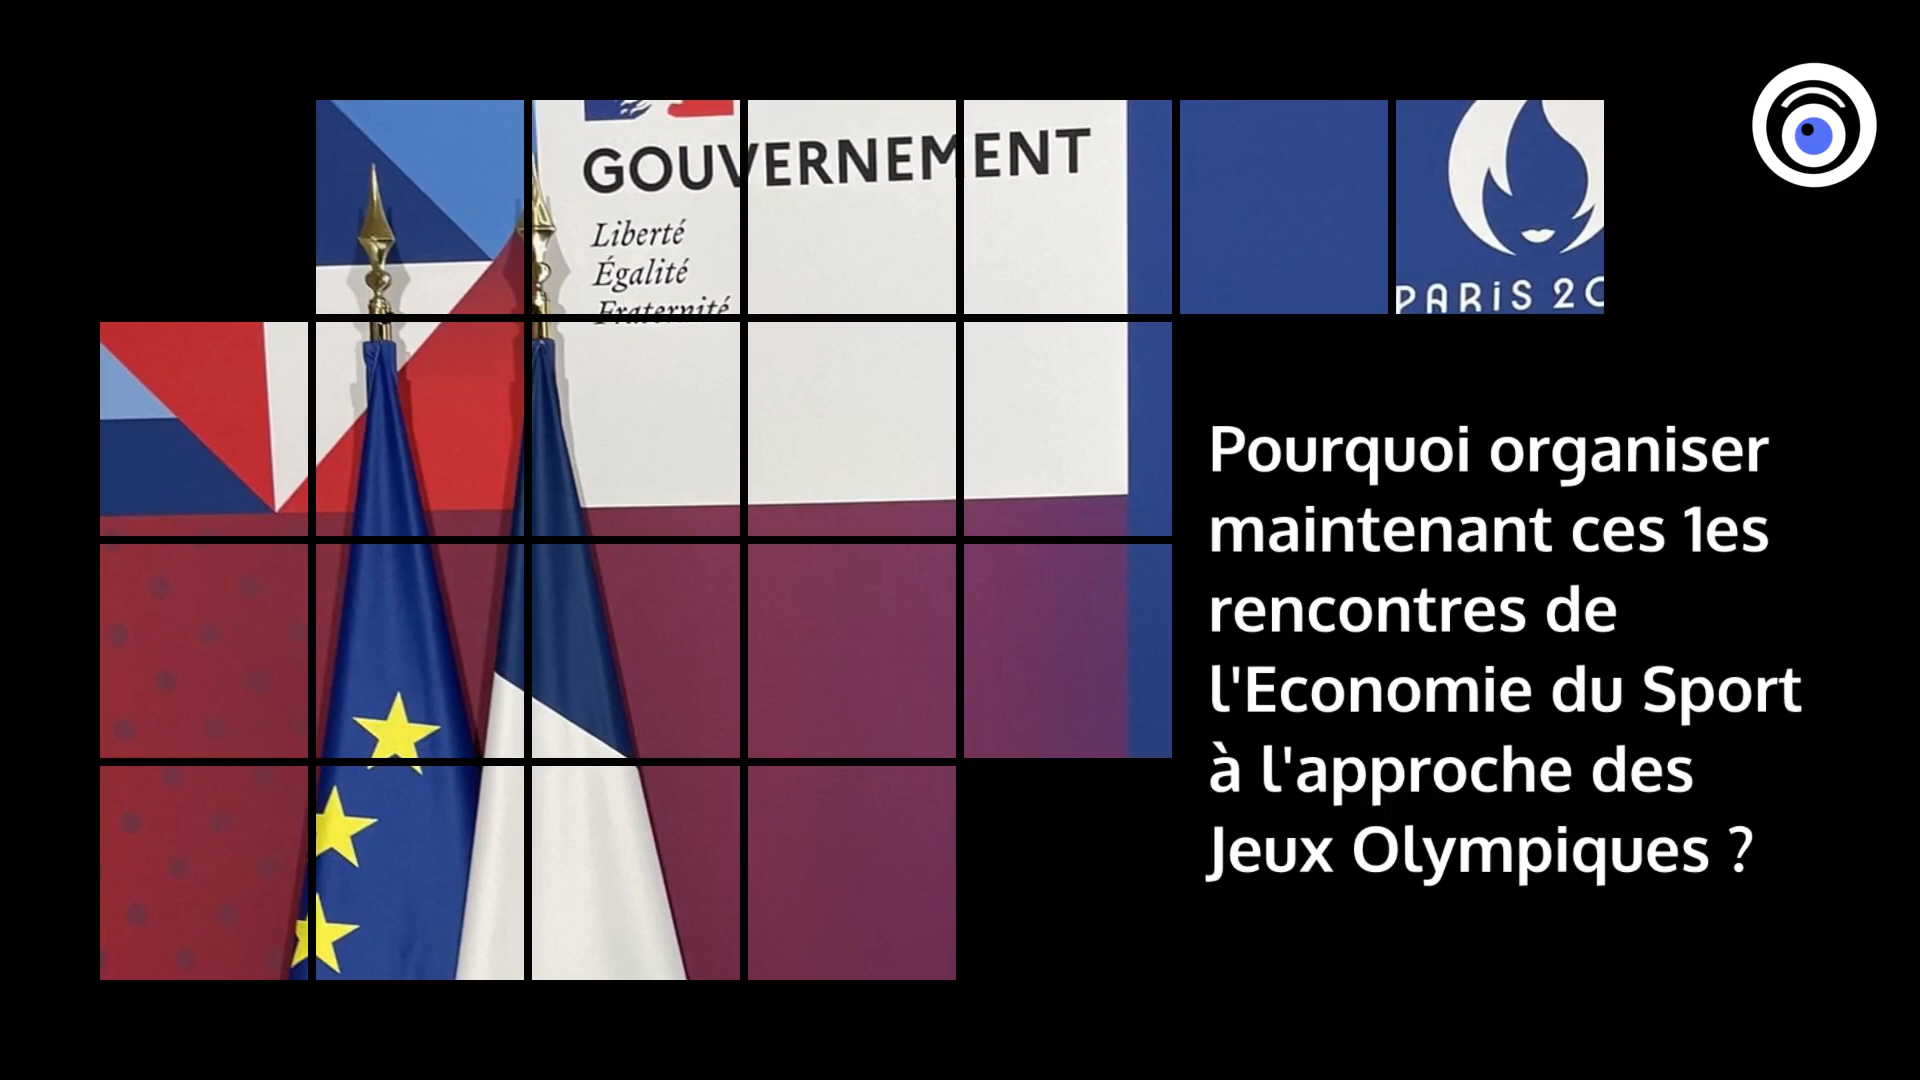 GOUVERNEMENT
Liberté
Égalité
Fraternité
PARIS 20
Pourquoi organiser
maintenant ces 1es
rencontres de
l'Economie du Sport
à l'approche des
Jeux Olympiques ?